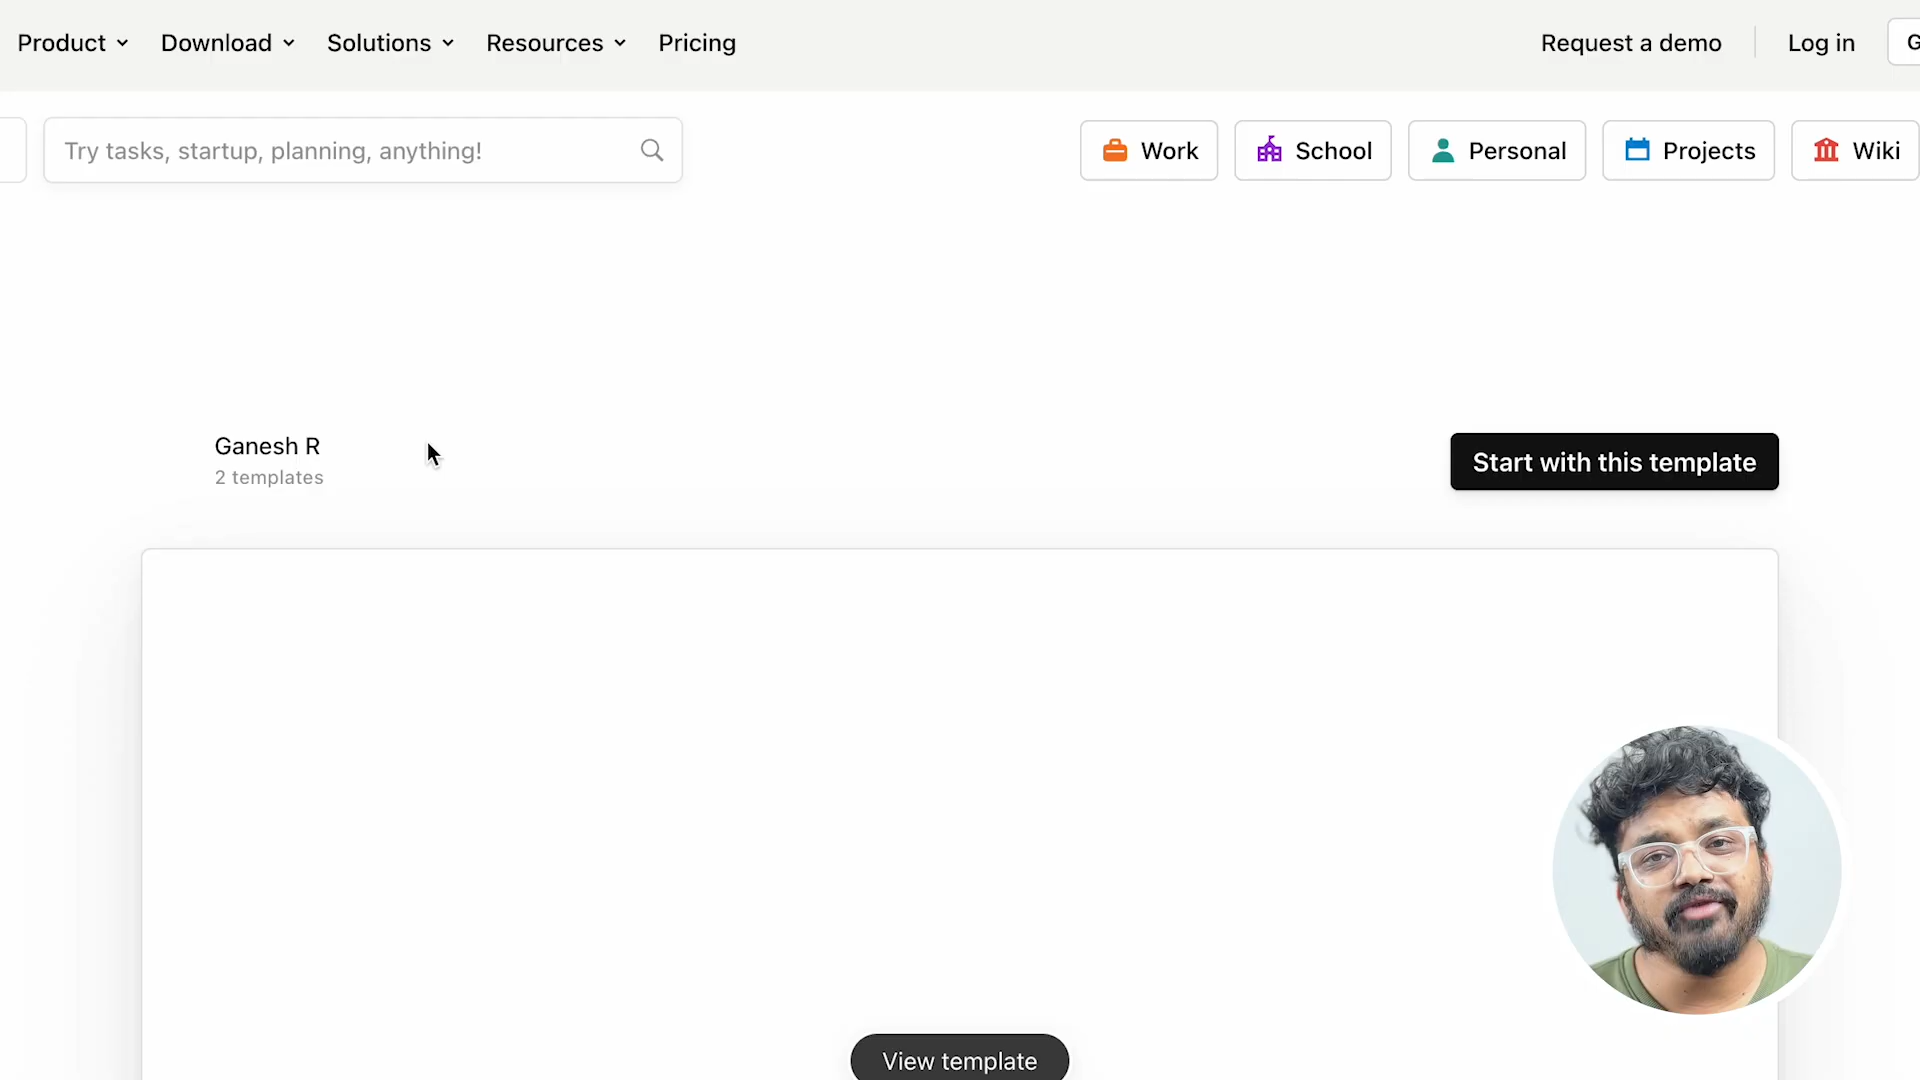 Product Download Solutions Resources Pricing Request a demo Log in
Try tasks, startup, planning, anything! Work School Personal Projects Wiki
Ganesh R
2 templates
Start with this template
View template